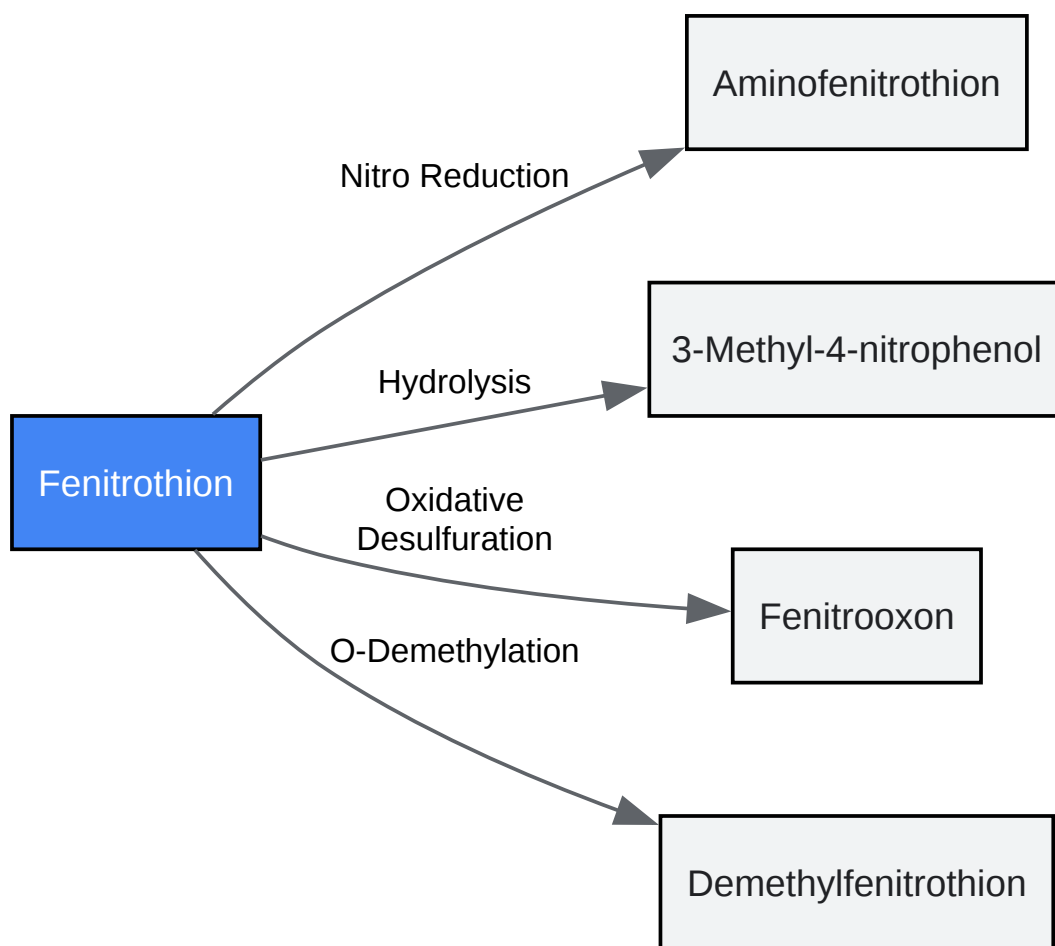 Aminofenitrothion
Nitro Reduction
3-Methyl-4-nitrophenol
Hydrolysis
Fenitrothion
Oxidative
Desulfuration
Fenitrooxon
O-Demethylation
Demethylfenitrothion